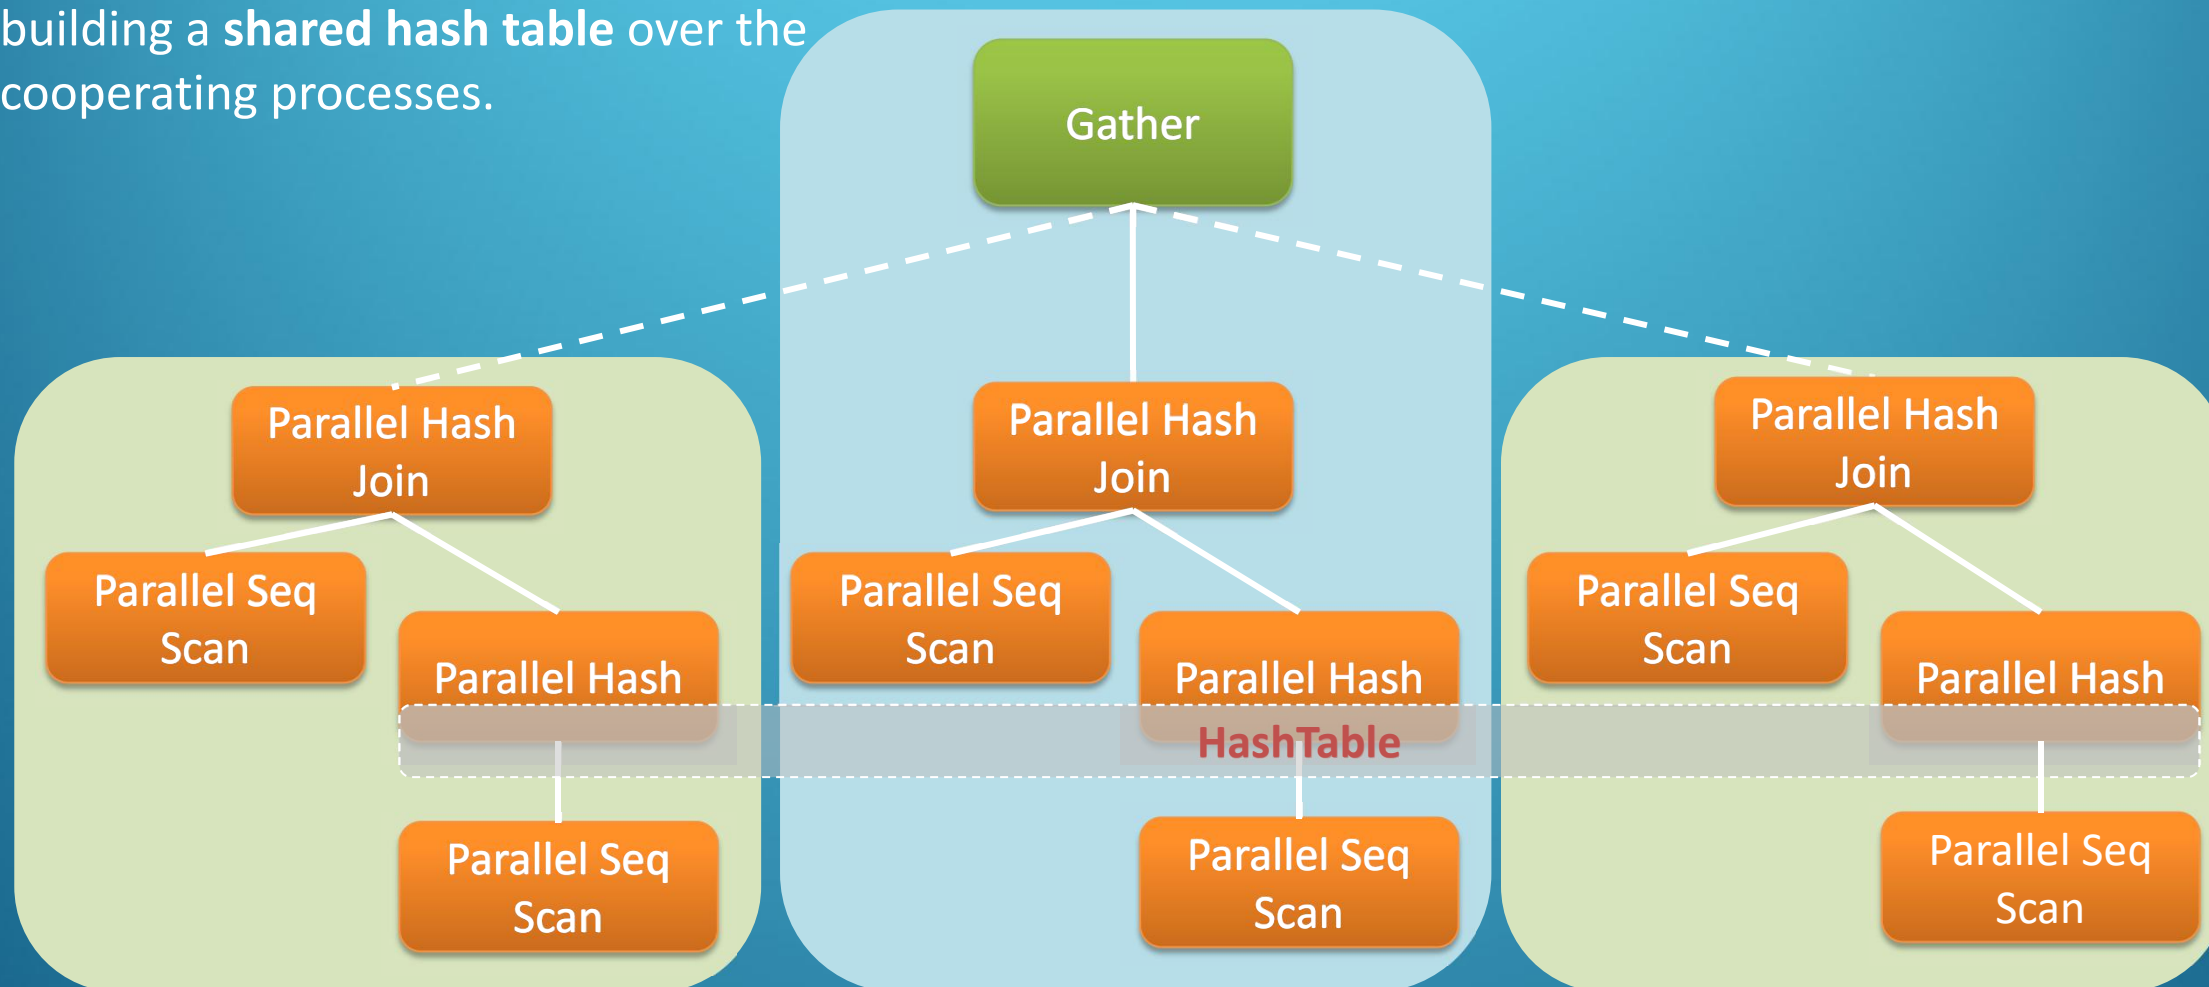 building a shared hash table over the
cooperating processes.
Gather
Parallel Hash
Join
Parallel Hash
Join
Parallel Hash
Join
Parallel Seq
Scan
Parallel Hash
Parallel Seq
Scan
Parallel Hash
Parallel Seq
Scan
Parallel Hash
HashTable
Parallel Seq
Scan
Parallel Seq
Scan
Parallel Seq
Scan